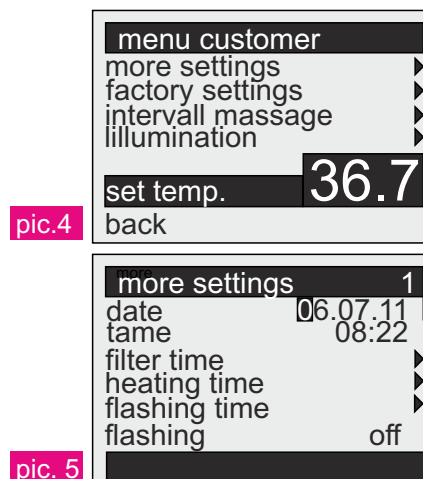 menu customer
more settings
factory settings
intervall massage
lillumination
set temp. 36.7
pic.4 back
more
more settings 1
date 06.07.11
tame 08:22
filter time
heating time
flashing time
flashing off
pic. 5